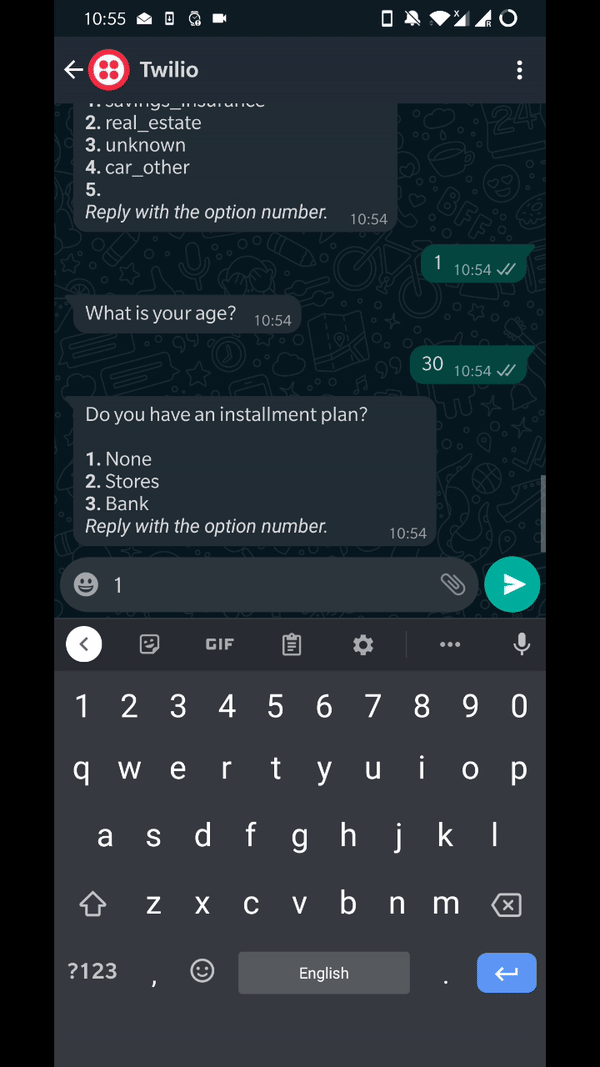 10:55
Twilio
1. savings_insurance
2. real_estate
3. unknown
4. car_other
5.
Reply with the option number. 10:54
1 10:54
What is your age? 10:54
30 10:54
Do you have an installment plan?
1. None
2. Stores
3. Bank
Reply with the option number. 10:54
1
GIF
1 2 3 4 5 6 7 8 9 0
q w e r t y u i o p
a s d f g h j k l
z x c v b n m
?123 , English .